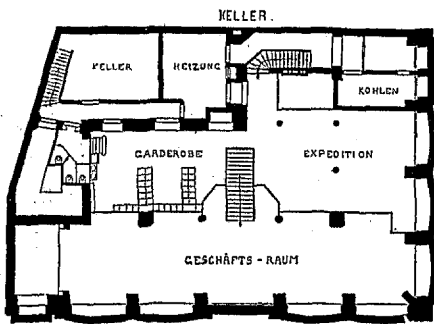 KELLER.
KELLER
HEIZUNG
KOHLEN
GARDEROBE
EXPEDITION
GESCHÄFTS-RAUM